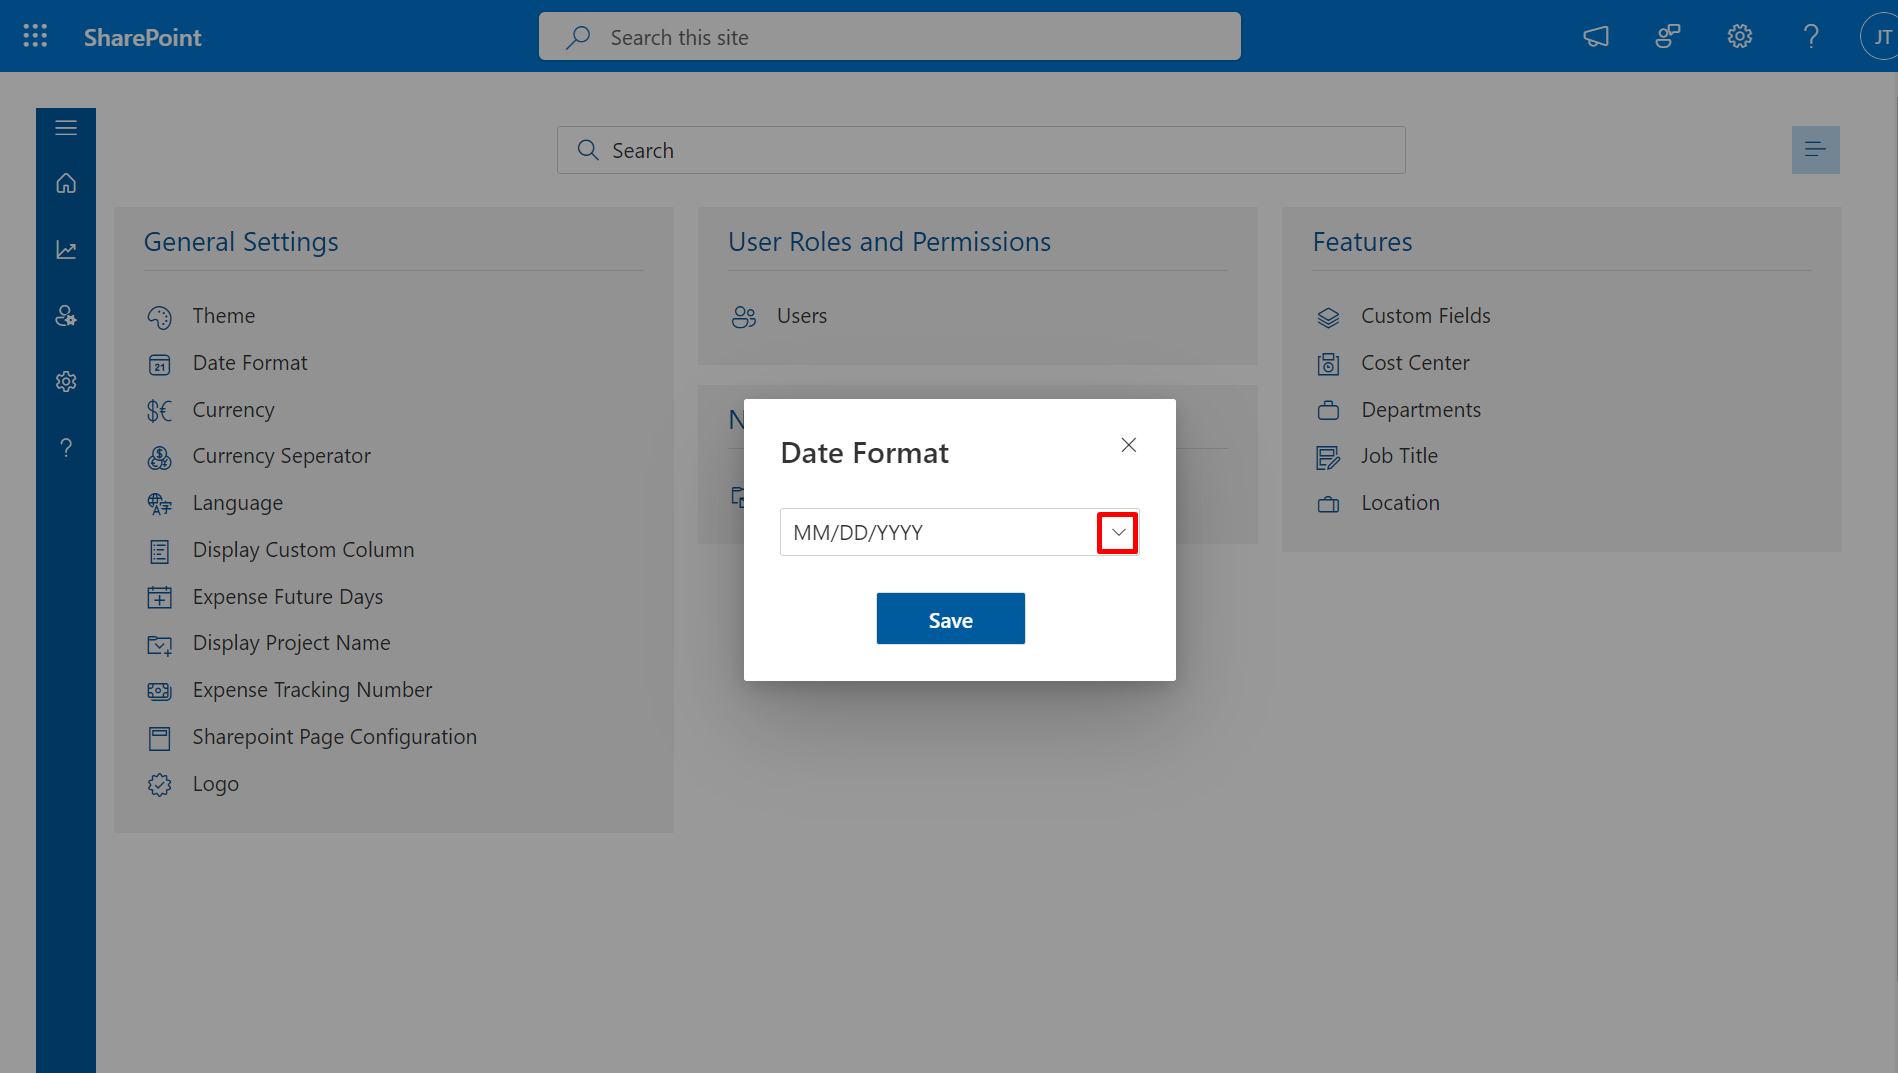 SharePoint
Search this site
JT
Search
General Settings
Theme
21
Date Format
Currency
Currency Seperator
Language
Display Custom Column
Expense Future Days
Display Project Name
Expense Tracking Number
Sharepoint Page Configuration
Logo
User Roles and Permissions
Users
N
Date Format
MM/DD/YYYY
Save
Features
Custom Fields
Cost Center
Departments
Job Title
Location